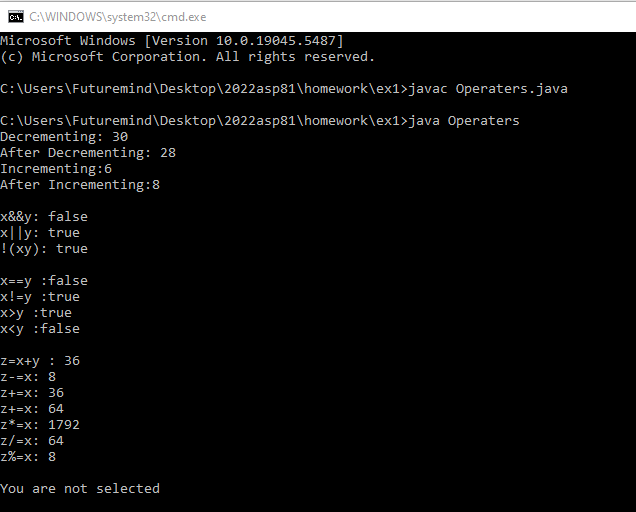 C:\WINDOWS\system32\cmd.exe
Microsoft Windows [Version 10.0.19045.5487]
(c) Microsoft Corporation. All rights reserved.
C:\Users\Futuremind\Desktop\2022asp81\homework\ex1>javac Operaters.java
C:\Users\Futuremind\Desktop\2022asp81\homework\ex1>java Operaters
Decrementing: 30
After Decrementing: 28
Incrementing:6
After Incrementing:8
x&&y: false
x||y: true
!(xy): true
x==y :false
x!=y :true
x>y :true
x<y :false
z=x+y : 36
z-=x: 8
z+=x: 36
z+=x: 64
z*=x: 1792
z/=x: 64
z%=x: 8
You are not selected